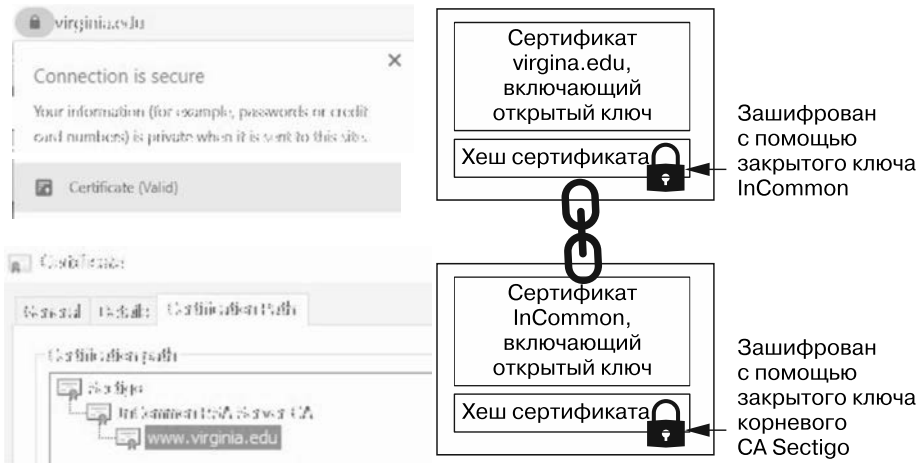 virginia.edu
Connection is secure
Your information (for example, passwords or credit
card numbers) is private when it is sent to this site.
Certificate (Valid)
Certificate
General Details Certification Path
Certification path
Sectigo
InCommon RSA Server CA
www.virginia.edu
Сертификат
virgina.edu,
включающий
открытый ключ
Хеш сертификата
Зашифрован
с помощью
закрытого ключа
InCommon
Сертификат
InCommon,
включающий
открытый ключ
Хеш сертификата
Зашифрован
с помощью
закрытого ключа
корневого
CA Sectigo